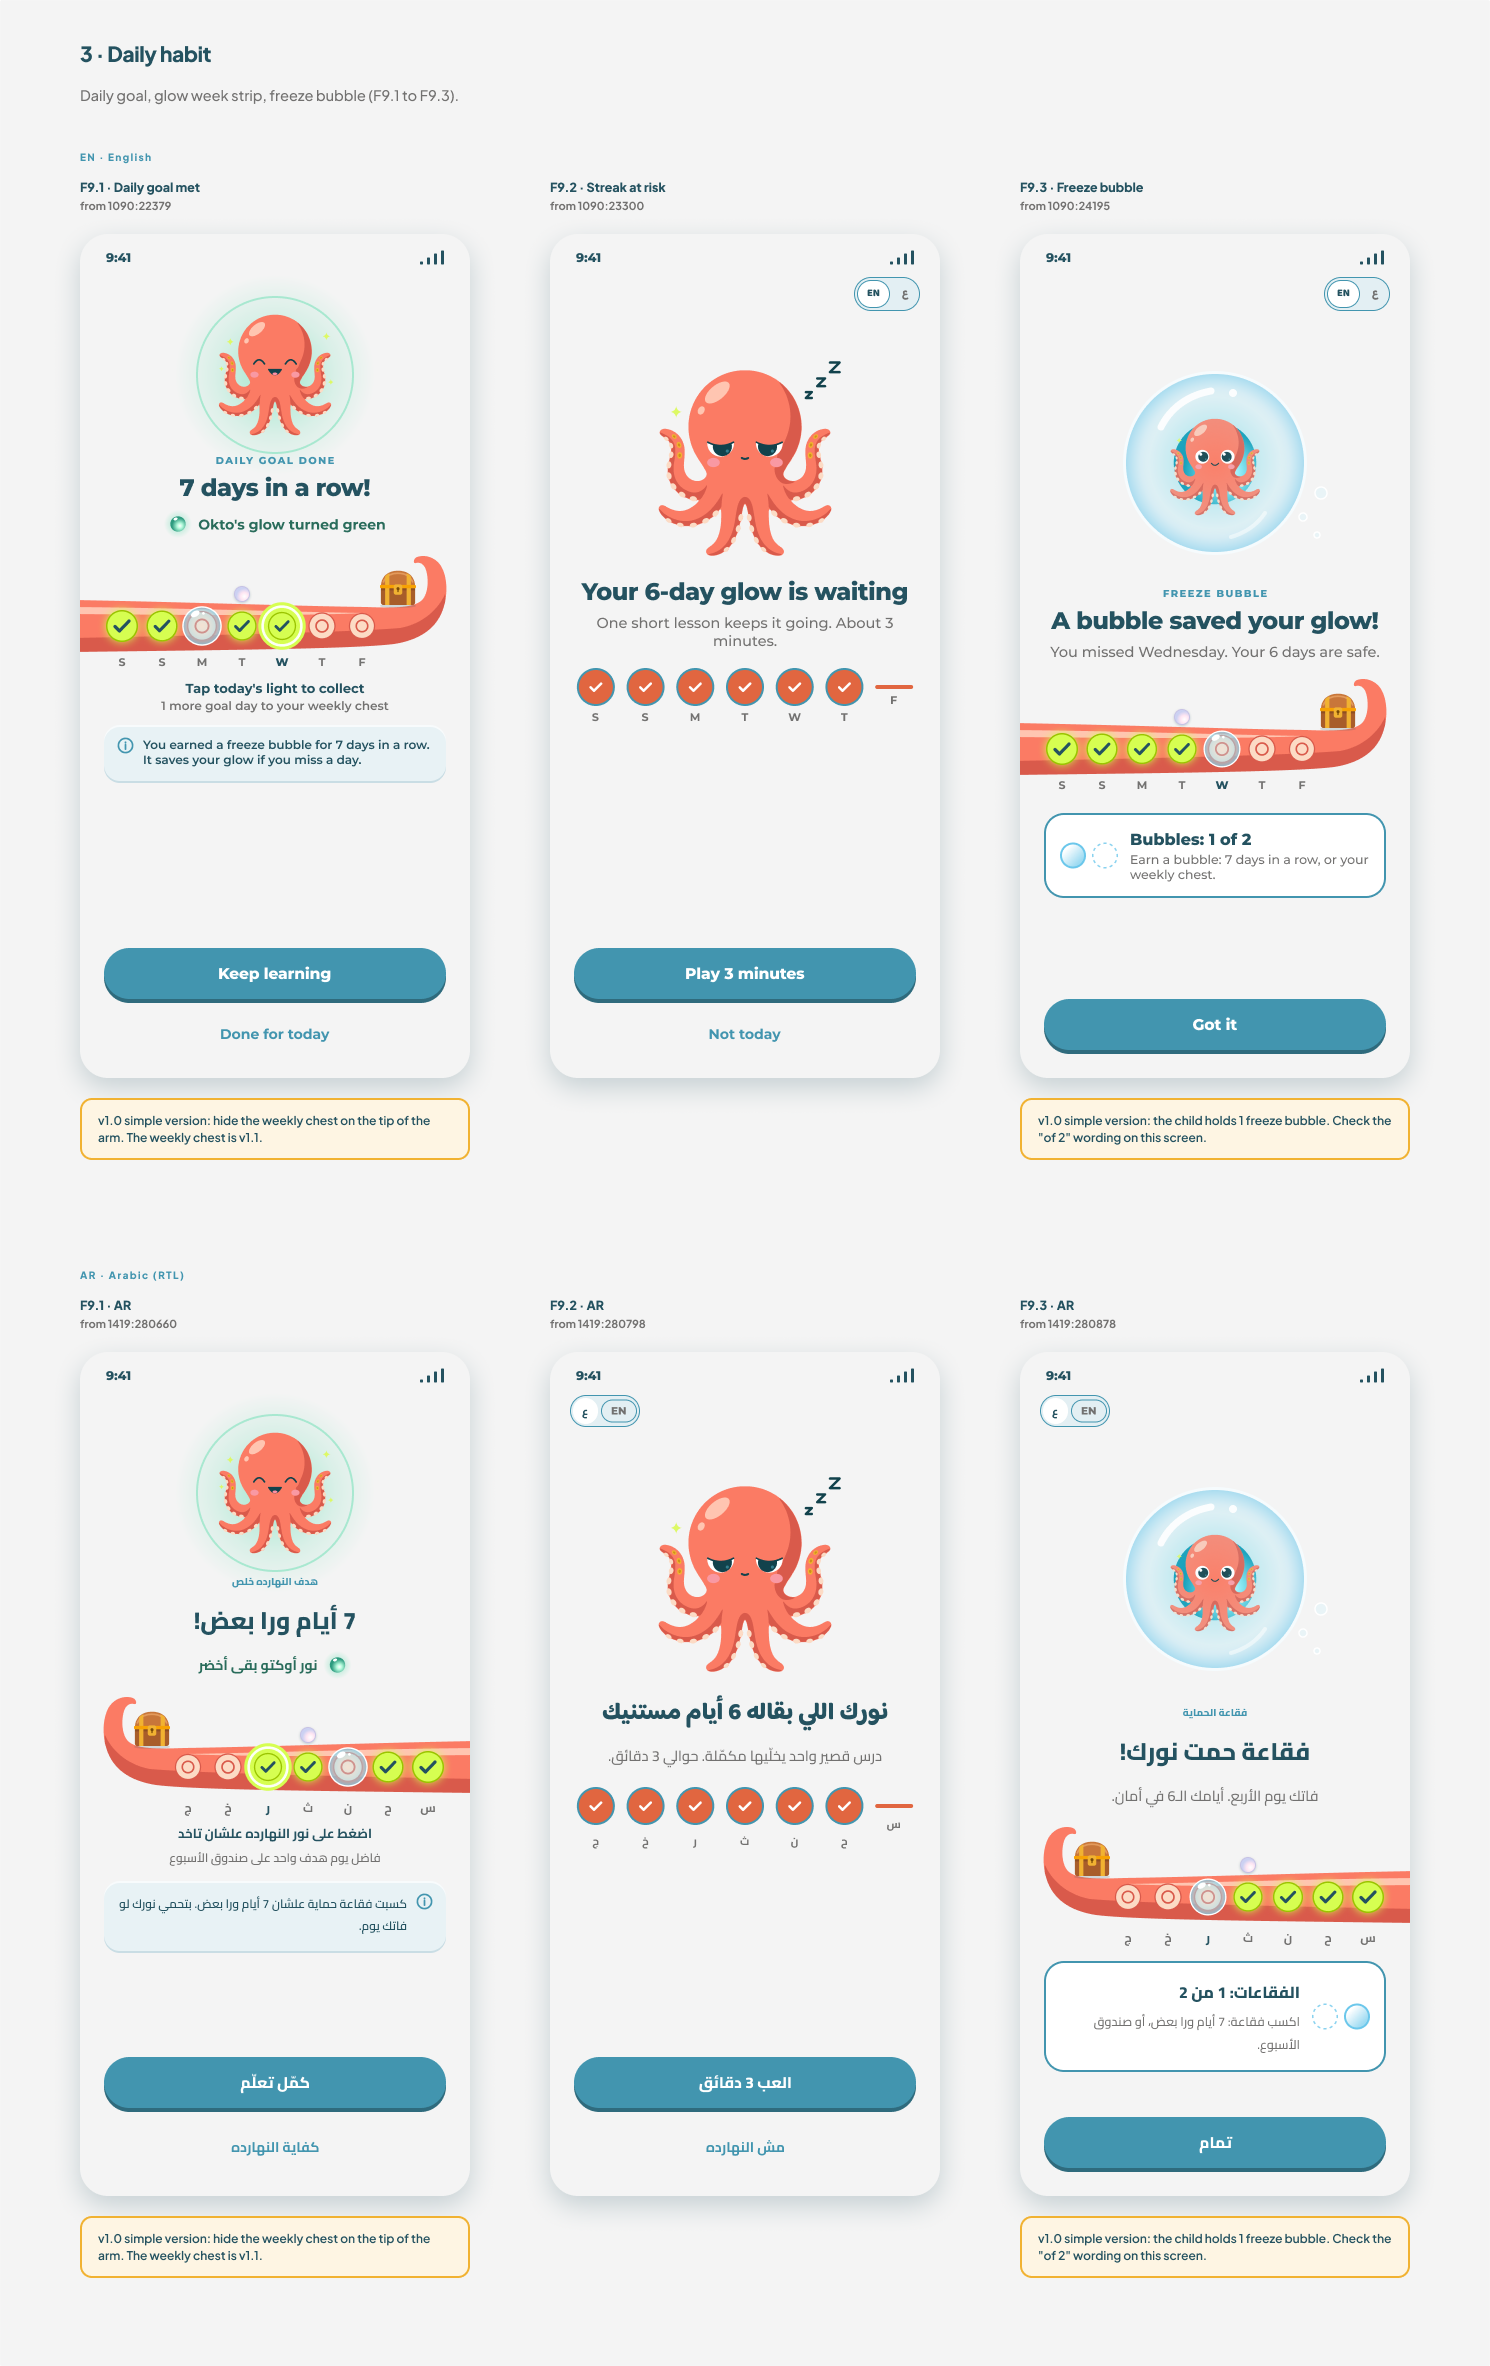 3 · Daily habit
Daily goal, glow week strip, freeze bubble (F9.1 to F9.3).
EN · English
F9.1 · Daily goal met
from 1090:22379
9:41
DAILY GOAL DONE
7 days in a row!
Okto's glow turned green
S S M T W T F
Tap today's light to collect
1 more goal day to your weekly chest
You earned a freeze bubble for 7 days in a row.
It saves your glow if you miss a day.
Keep learning
Done for today
v1.0 simple version: hide the weekly chest on the tip of the
arm. The weekly chest is v1.1.
F9.2 · Streak at risk
from 1090:23300
9:41
EN ع
z z Z
Your 6-day glow is waiting
One short lesson keeps it going. About 3
minutes.
S S M T W T F
Play 3 minutes
Not today
F9.3 · Freeze bubble
from 1090:24195
9:41
EN ع
FREEZE BUBBLE
A bubble saved your glow!
You missed Wednesday. Your 6 days are safe.
S S M T W T F
Bubbles: 1 of 2
Earn a bubble: 7 days in a row, or your
weekly chest.
Got it
v1.0 simple version: the child holds 1 freeze bubble. Check the
"of 2" wording on this screen.
AR · Arabic (RTL)
F9.1 · AR
from 1419:280660
9:41
هدف النهارده خلص
7 أيام ورا بعض!
نور أوكتو بقى أخضر
س ح ن ث ر خ ج
اضغط على نور النهارده علشان تاخد
فاضل يوم هدف واحد على صندوق الأسبوع
كسبت فقاعة حماية علشان 7 أيام ورا بعض. بتحمي نورك لو
فاتك يوم.
كمّل تعلّم
كفاية النهارده
v1.0 simple version: hide the weekly chest on the tip of the
arm. The weekly chest is v1.1.
F9.2 · AR
from 1419:280798
9:41
ع EN
z z Z
نورك اللي بقاله 6 أيام مستنيك
درس قصير واحد يخلّيها مكمّلة. حوالي 3 دقائق.
س ح ن ث ر خ ج
العب 3 دقائق
مش النهارده
F9.3 · AR
from 1419:280878
9:41
ع EN
فقاعة الحماية
فقاعة حمت نورك!
فاتك يوم الأربع. أيامك الـ6 في أمان.
س ح ن ث ر خ ج
الفقاعات: 1 من 2
اكسب فقاعة: 7 أيام ورا بعض، أو صندوق
الأسبوع.
تمام
v1.0 simple version: the child holds 1 freeze bubble. Check the
"of 2" wording on this screen.